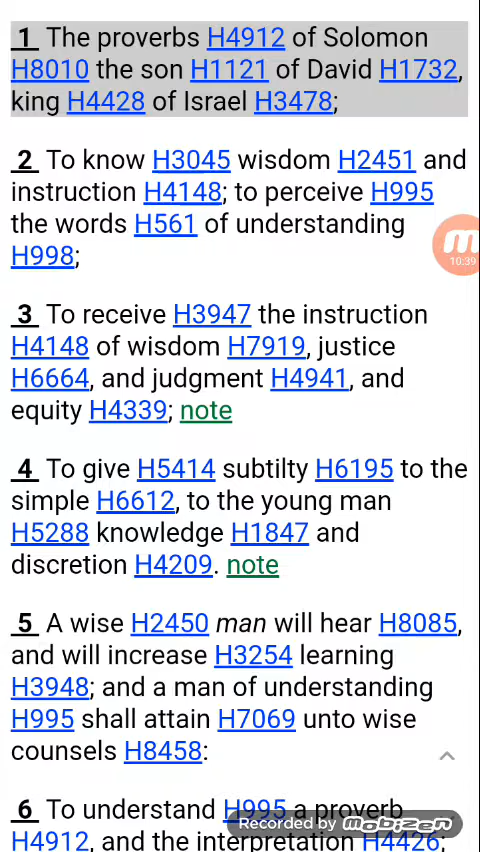 1 The proverbs H4912 of Solomon
H8010 the son H1121 of David H1732,
king H4428 of Israel H3478;
2 To know H3045 wisdom H2451 and
instruction H4148; to perceive H995
the words H561 of understanding
H998;
10:39
3 To receive H3947 the instruction
H4148 of wisdom H7919, justice
H6664, and judgment H4941, and
equity H4339; note
4 To give H5414 subtilty H6195 to the
simple H6612, to the young man
H5288 knowledge H1847 and
discretion H4209. note
5 A wise H2450 man will hear H8085,
and will increase H3254 learning
H3948; and a man of understanding
H995 shall attain H7069 unto wise
counsels H8458:
6 To understand H995 a proverb
Recorded by mobizen
H4912, and the interpretation H4426;